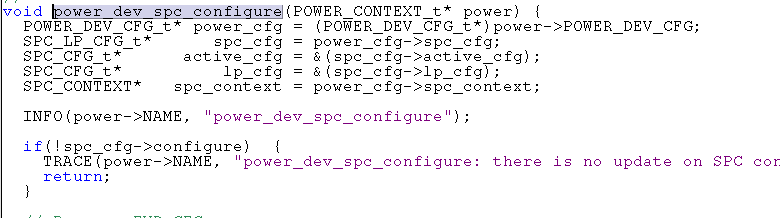 void power_dev_spc_configure(POWER_CONTEXT_t* power) {
POWER_DEV_CFG_t* power_cfg = (POWER_DEV_CFG_t*)power->POWER_DEV_CFG;
SPC_LP_CFG_t* spc_cfg = power_cfg->spc_cfg;
SPC_CFG_t* active_cfg = &(spc_cfg->active_cfg);
SPC_CFG_t* lp_cfg = &(spc_cfg->lp_cfg);
SPC_CONTEXT* spc_context = power_cfg->spc_context;
INFO(power->NAME, "power_dev_spc_configure");
if(!spc_cfg->configure) {
TRACE(power->NAME, "power_dev_spc_configure: there is no update on SPC con
return;
}